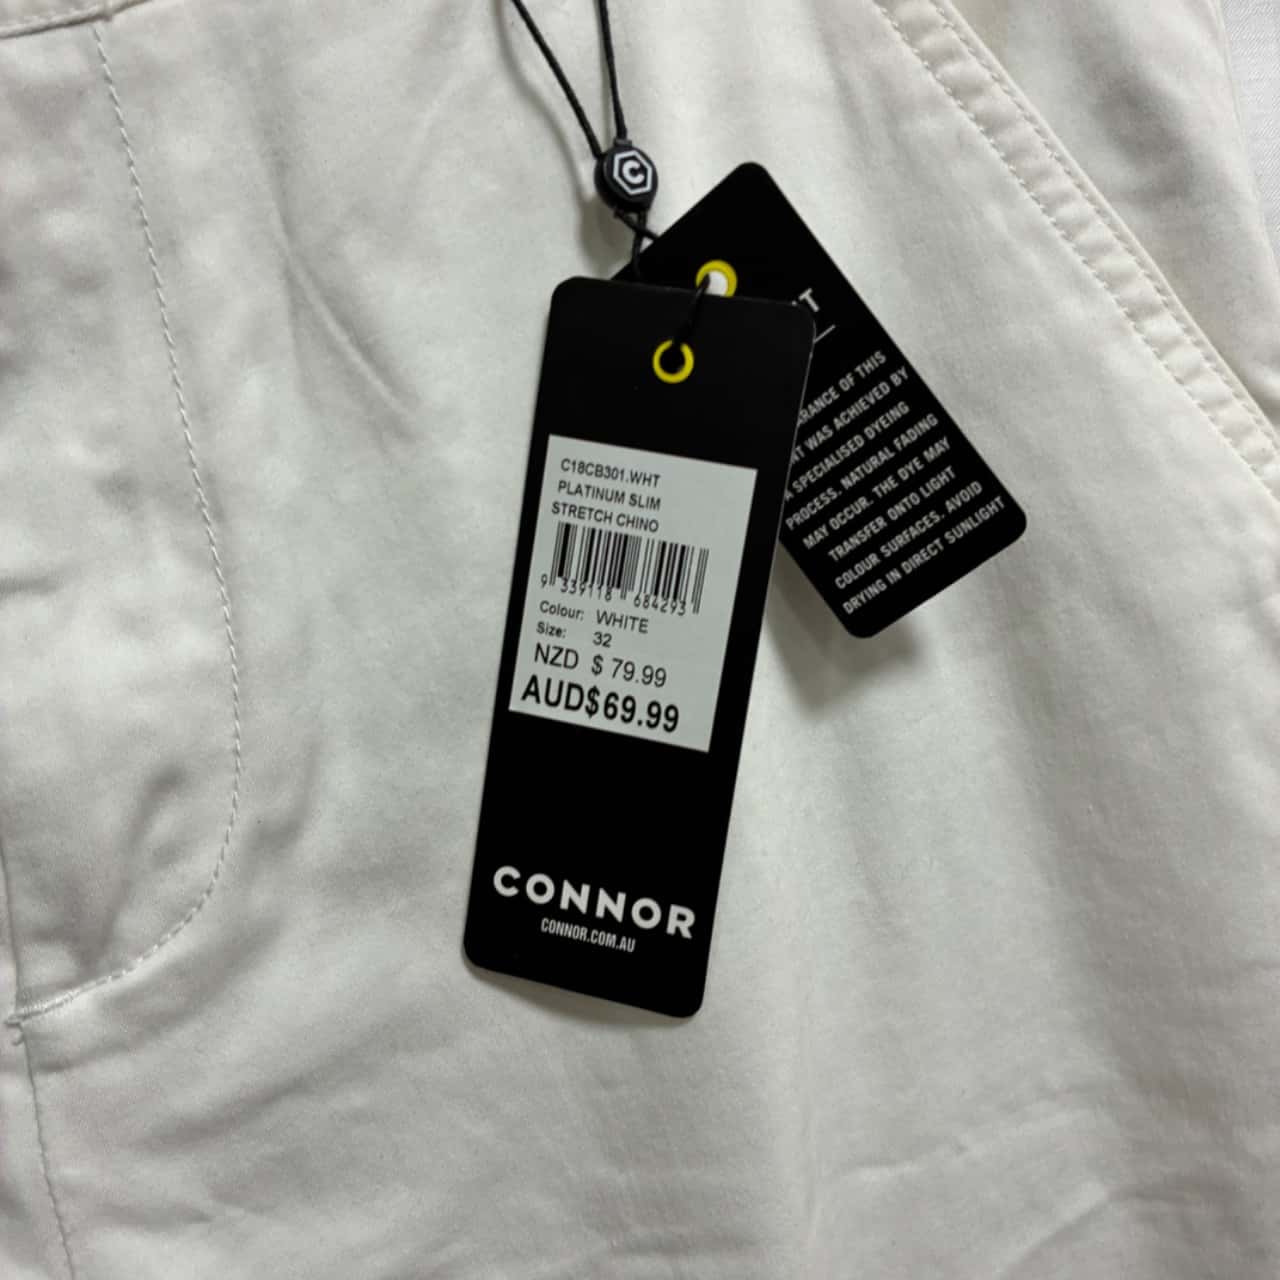 C
C18CB301.WHT
PLATINUM SLIM
STRETCH CHINO
9 339118 684293
Colour: WHITE
Size: 32
NZD $ 79.99
AUD$69.99
CONNOR
CONNOR.COM.AU
OF THIS
WAS ACHIEVED BY
A SPECIALISED DYEING
PROCESS. NATURAL FADING
MAY OCCUR. THE DYE MAY
TRANSFER ONTO LIGHT
COLOUR SURFACES. AVOID
DRYING IN DIRECT SUNLIGHT